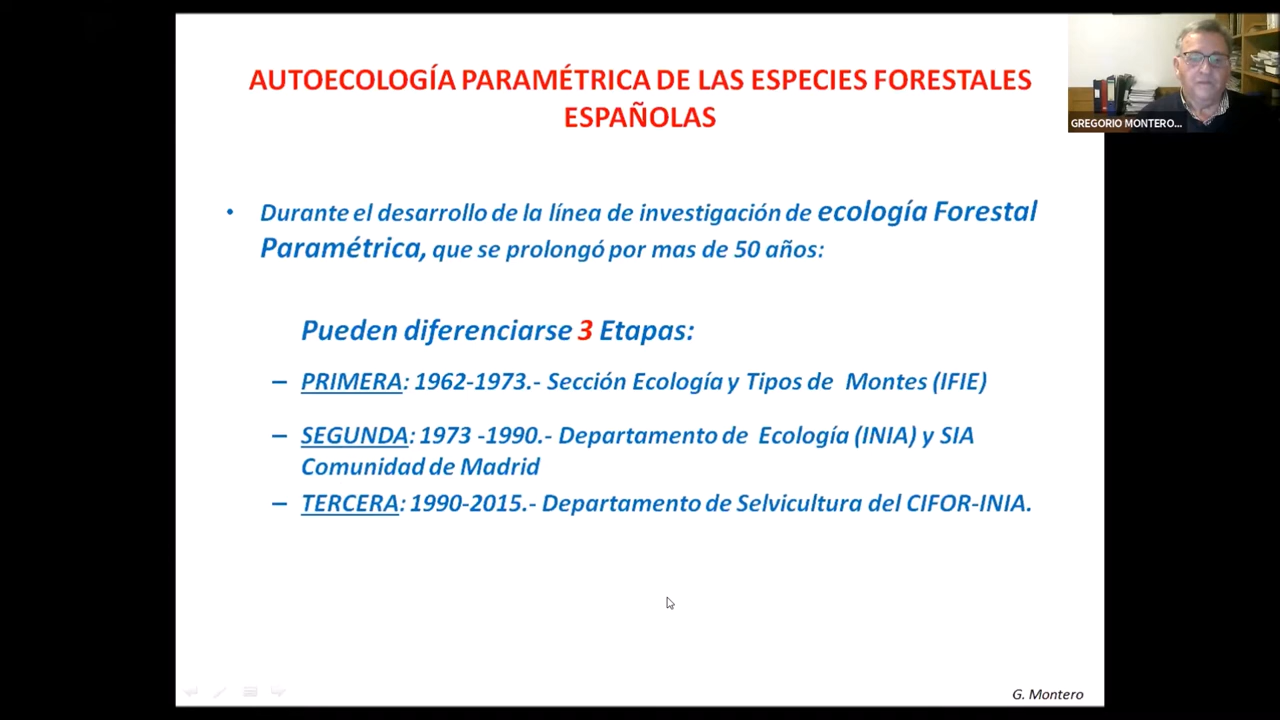 AUTOECOLOGÍA PARAMÉTRICA DE LAS ESPECIES FORESTALES
ESPAÑOLAS
GREGORIO MONTERO...
• Durante el desarrollo de la línea de investigación de ecología Forestal
Paramétrica, que se prolongó por mas de 50 años:
Pueden diferenciarse 3 Etapas:
– PRIMERA: 1962-1973.- Sección Ecología y Tipos de Montes (IFIE)
– SEGUNDA: 1973 -1990.- Departamento de Ecología (INIA) y SIA
Comunidad de Madrid
– TERCERA: 1990-2015.- Departamento de Selvicultura del CIFOR-INIA.
G. Montero